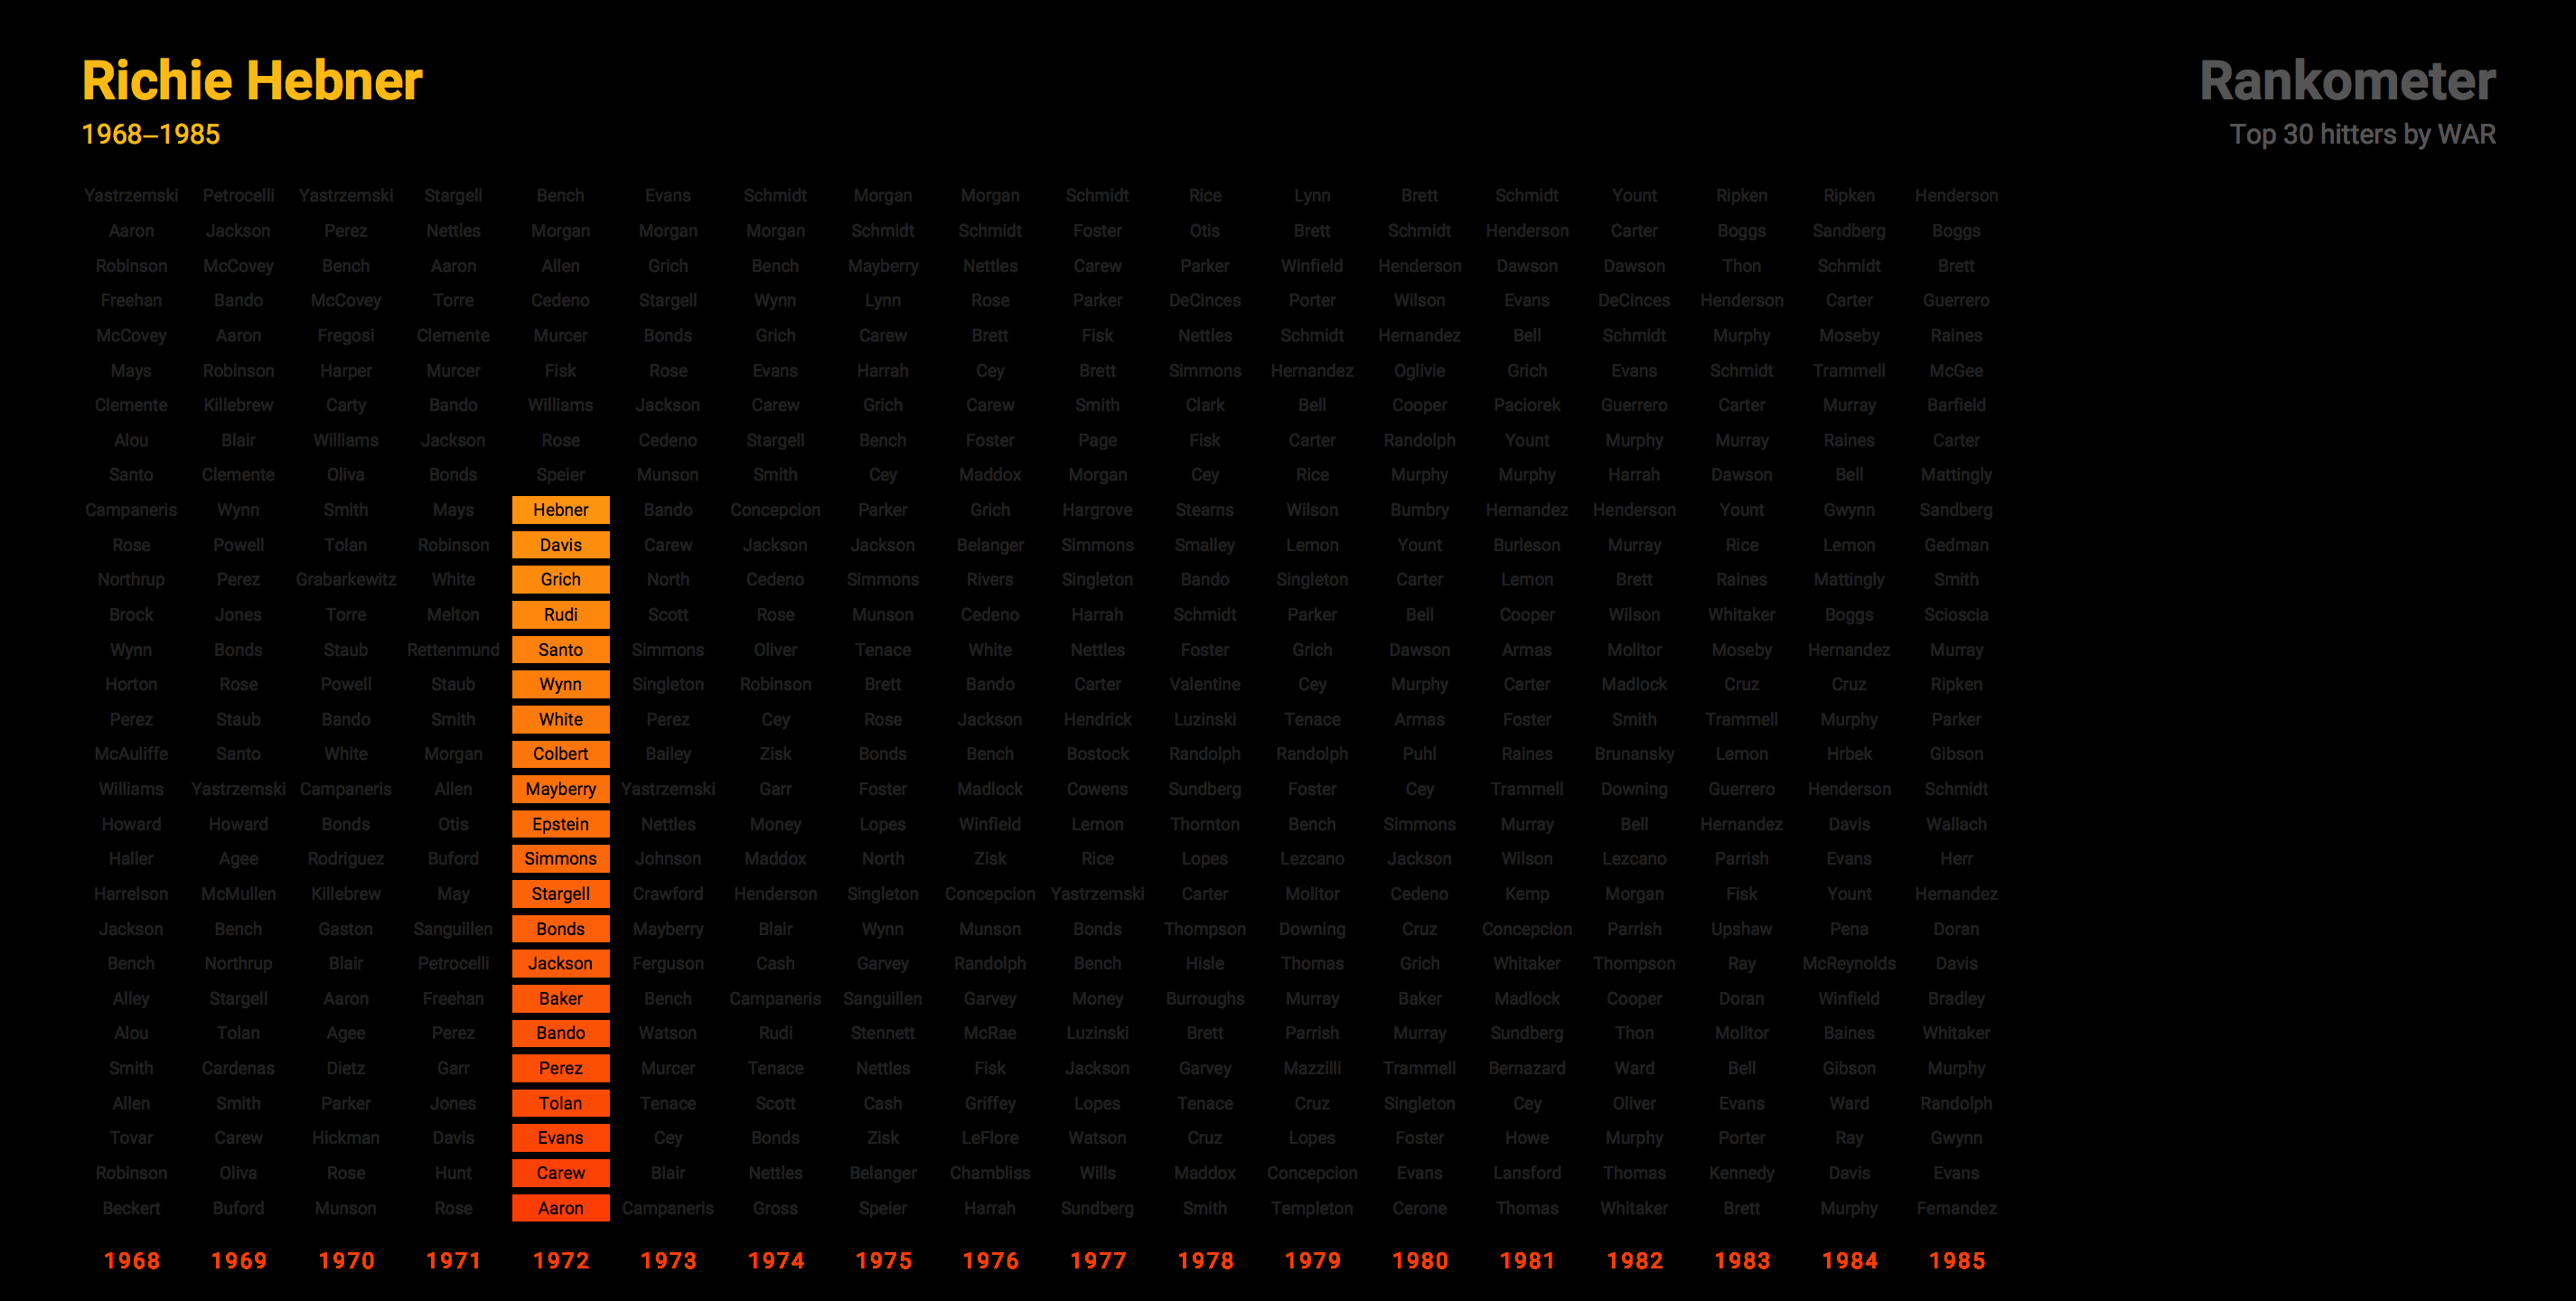 Richie Hebner
1968–1985
Rankometer
Top 30 hitters by WAR
Yastrzemski Petrocelli Yastrzemski Stargell Bench Evans Schmidt Morgan Morgan Schmidt Rice Lynn Brett Schmidt Yount Ripken Ripken Henderson
Aaron Jackson Perez Nettles Morgan Morgan Morgan Schmidt Schmidt Foster Otis Brett Schmidt Henderson Carter Boggs Sandberg Boggs
Robinson McCovey Bench Aaron Allen Grich Bench Mayberry Nettles Carew Parker Winfield Henderson Dawson Dawson Thon Schmidt Brett
Freehan Bando McCovey Torre Cedeno Stargell Wynn Lynn Rose Parker DeCinces Porter Wilson Evans DeCinces Henderson Carter Guerrero
McCovey Aaron Fregosi Clemente Murcer Bonds Grich Carew Brett Fisk Nettles Schmidt Hernandez Bell Schmidt Murphy Moseby Raines
Mays Robinson Harper Murcer Fisk Rose Evans Harrah Cey Brett Simmons Hernandez Oglivie Grich Evans Schmidt Trammell McGee
Clemente Killebrew Carty Bando Williams Jackson Carew Grich Carew Smith Clark Bell Cooper Paciorek Guerrero Carter Murray Barfield
Alou Blair Williams Jackson Rose Cedeno Stargell Bench Foster Page Fisk Carter Randolph Yount Murphy Murray Raines Carter
Santo Clemente Oliva Bonds Speier Munson Smith Cey Maddox Morgan Cey Rice Murphy Murphy Harrah Dawson Bell Mattingly
Campaneris Wynn Smith Mays Hebner Bando Concepcion Parker Grich Hargrove Stearns Wilson Bumbry Hernandez Henderson Yount Gwynn Sandberg
Rose Powell Tolan Robinson Davis Carew Jackson Jackson Belanger Simmons Smalley Lemon Yount Burleson Murray Rice Lemon Gedman
Northrup Perez Grabarkewitz White Grich North Cedeno Simmons Rivers Singleton Bando Singleton Carter Lemon Brett Raines Mattingly Smith
Brock Jones Torre Melton Rudi Scott Rose Munson Cedeno Harrah Schmidt Parker Bell Cooper Wilson Whitaker Boggs Scioscia
Wynn Bonds Staub Rettenmund Santo Simmons Oliver Tenace White Nettles Foster Grich Dawson Armas Molitor Moseby Hernandez Murray
Horton Rose Powell Staub Wynn Singleton Robinson Brett Bando Carter Valentine Cey Murphy Carter Madlock Cruz Cruz Ripken
Perez Staub Bando Smith White Perez Cey Rose Jackson Hendrick Luzinski Tenace Armas Foster Smith Trammell Murphy Parker
McAuliffe Santo White Morgan Colbert Bailey Zisk Bonds Bench Bostock Randolph Randolph Puhl Raines Brunansky Lemon Hrbek Gibson
Williams Yastrzemski Campaneris Allen Mayberry Yastrzemski Garr Foster Madlock Cowens Sundberg Foster Cey Trammell Downing Guerrero Henderson Schmidt
Howard Howard Bonds Otis Epstein Nettles Money Lopes Winfield Lemon Thornton Bench Simmons Murray Bell Hernandez Davis Wallach
Haller Agee Rodriguez Buford Simmons Johnson Maddox North Zisk Rice Lopes Lezcano Jackson Wilson Lezcano Parrish Evans Herr
Harrelson McMullen Killebrew May Stargell Crawford Henderson Singleton Concepcion Yastrzemski Carter Molitor Cedeno Kemp Morgan Fisk Yount Hernandez
Jackson Bench Gaston Sanguillen Bonds Mayberry Blair Wynn Munson Bonds Thompson Downing Cruz Concepcion Parrish Upshaw Pena Doran
Bench Northrup Blair Petrocelli Jackson Ferguson Cash Garvey Randolph Bench Hisle Thomas Grich Whitaker Thompson Ray McReynolds Davis
Alley Stargell Aaron Freehan Baker Bench Campaneris Sanguillen Garvey Money Burroughs Murray Baker Madlock Cooper Doran Winfield Bradley
Alou Tolan Agee Perez Bando Watson Rudi Stennett McRae Luzinski Brett Parrish Murray Sundberg Thon Molitor Baines Whitaker
Smith Cardenas Dietz Garr Perez Murcer Tenace Nettles Fisk Jackson Garvey Mazzilli Trammell Bernazard Ward Bell Gibson Murphy
Allen Smith Parker Jones Tolan Tenace Scott Cash Griffey Lopes Tenace Cruz Singleton Cey Oliver Evans Ward Randolph
Tovar Carew Hickman Davis Evans Cey Bonds Zisk LeFlore Watson Cruz Lopes Foster Howe Murphy Porter Ray Gwynn
Robinson Oliva Rose Hunt Carew Blair Nettles Belanger Chambliss Wills Maddox Concepcion Evans Lansford Thomas Kennedy Davis Evans
Beckert Buford Munson Rose Aaron Campaneris Gross Speier Harrah Sundberg Smith Templeton Cerone Thomas Whitaker Brett Murphy Fernandez
1968 1969 1970 1971 1972 1973 1974 1975 1976 1977 1978 1979 1980 1981 1982 1983 1984 1985